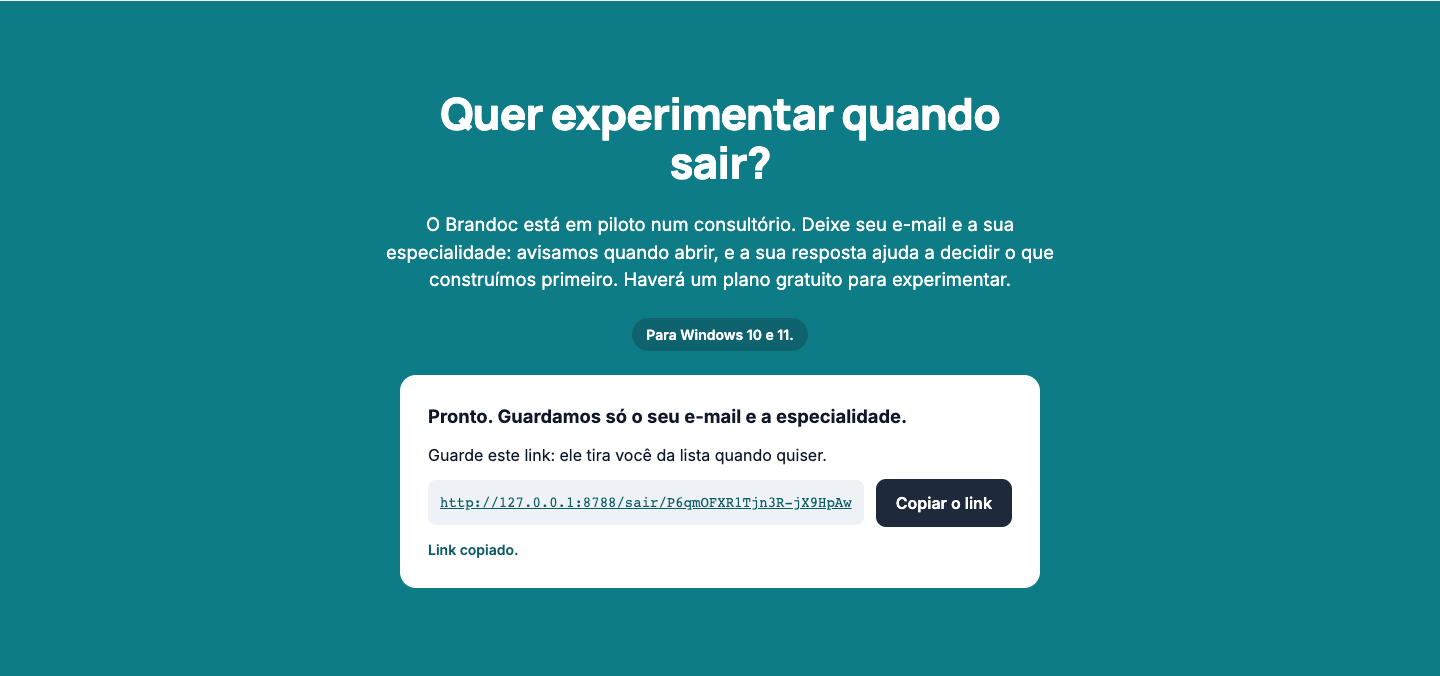 Quer experimentar quando
sair?
O Brandoc está em piloto num consultório. Deixe seu e-mail e a sua
especialidade: avisamos quando abrir, e a sua resposta ajuda a decidir o que
construímos primeiro. Haverá um plano gratuito para experimentar.
Para Windows 10 e 11.
Pronto. Guardamos só o seu e-mail e a especialidade.
Guarde este link: ele tira você da lista quando quiser.
http://127.0.0.1:8788/sair/P6qmOFXR1Tjn3R-jX9HpAw
Copiar o link
Link copiado.